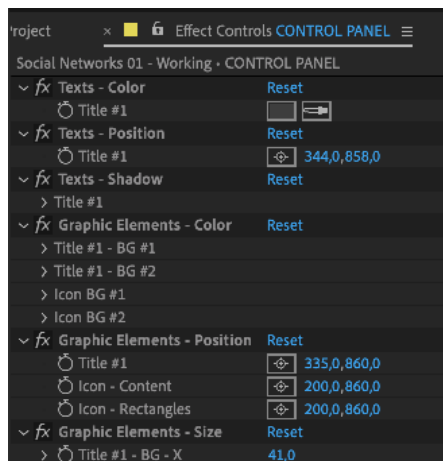 Project × Effect Controls CONTROL PANEL ≡
Social Networks 01 - Working • CONTROL PANEL
fx Texts - Color Reset
Title #1
fx Texts - Position Reset
Title #1 344,0,858,0
fx Texts - Shadow Reset
> Title #1
fx Graphic Elements - Color Reset
> Title #1 - BG #1
> Title #1 - BG #2
> Icon BG #1
> Icon BG #2
fx Graphic Elements - Position Reset
Title #1 335,0,860,0
Icon - Content 200,0,860,0
Icon - Rectangles 200,0,860,0
fx Graphic Elements - Size Reset
> Title #1 - BG - X 41,0